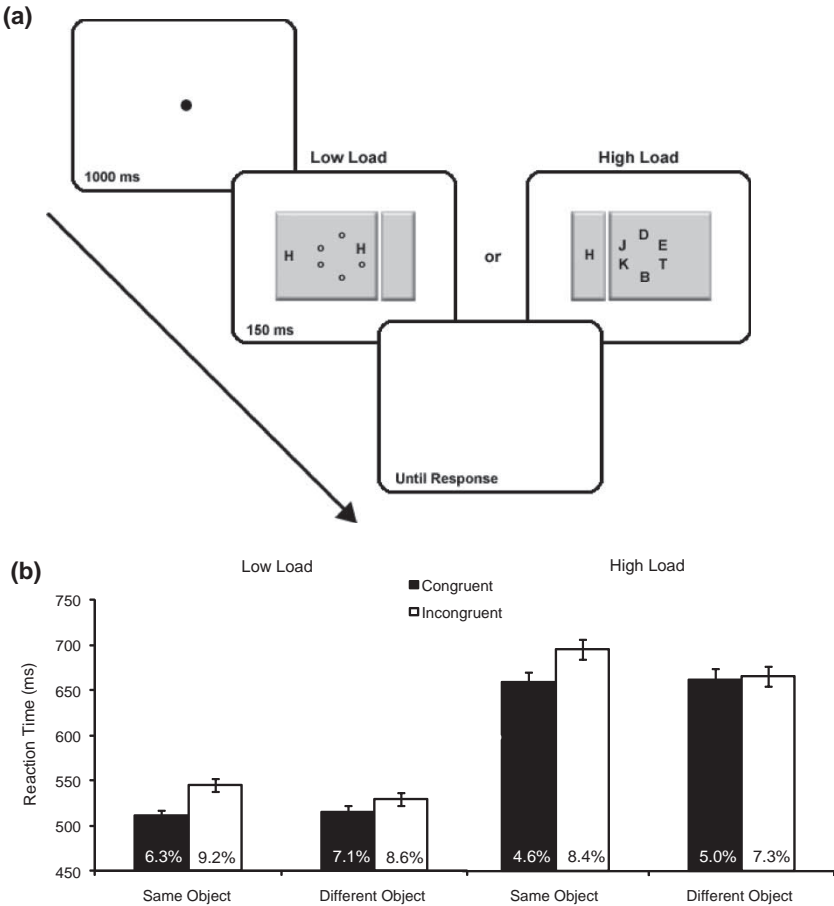 (a)
1000 ms
Low Load
High Load
H
o
o
H
o
o
o
150 ms
or
H
D
J
E
K
T
B
Until Response
(b)
Low Load
High Load
Congruent
Incongruent
Reaction Time (ms)
750
700
650
600
550
500
450
6.3%
9.2%
7.1%
8.6%
4.6%
8.4%
5.0%
7.3%
Same Object
Different Object
Same Object
Different Object